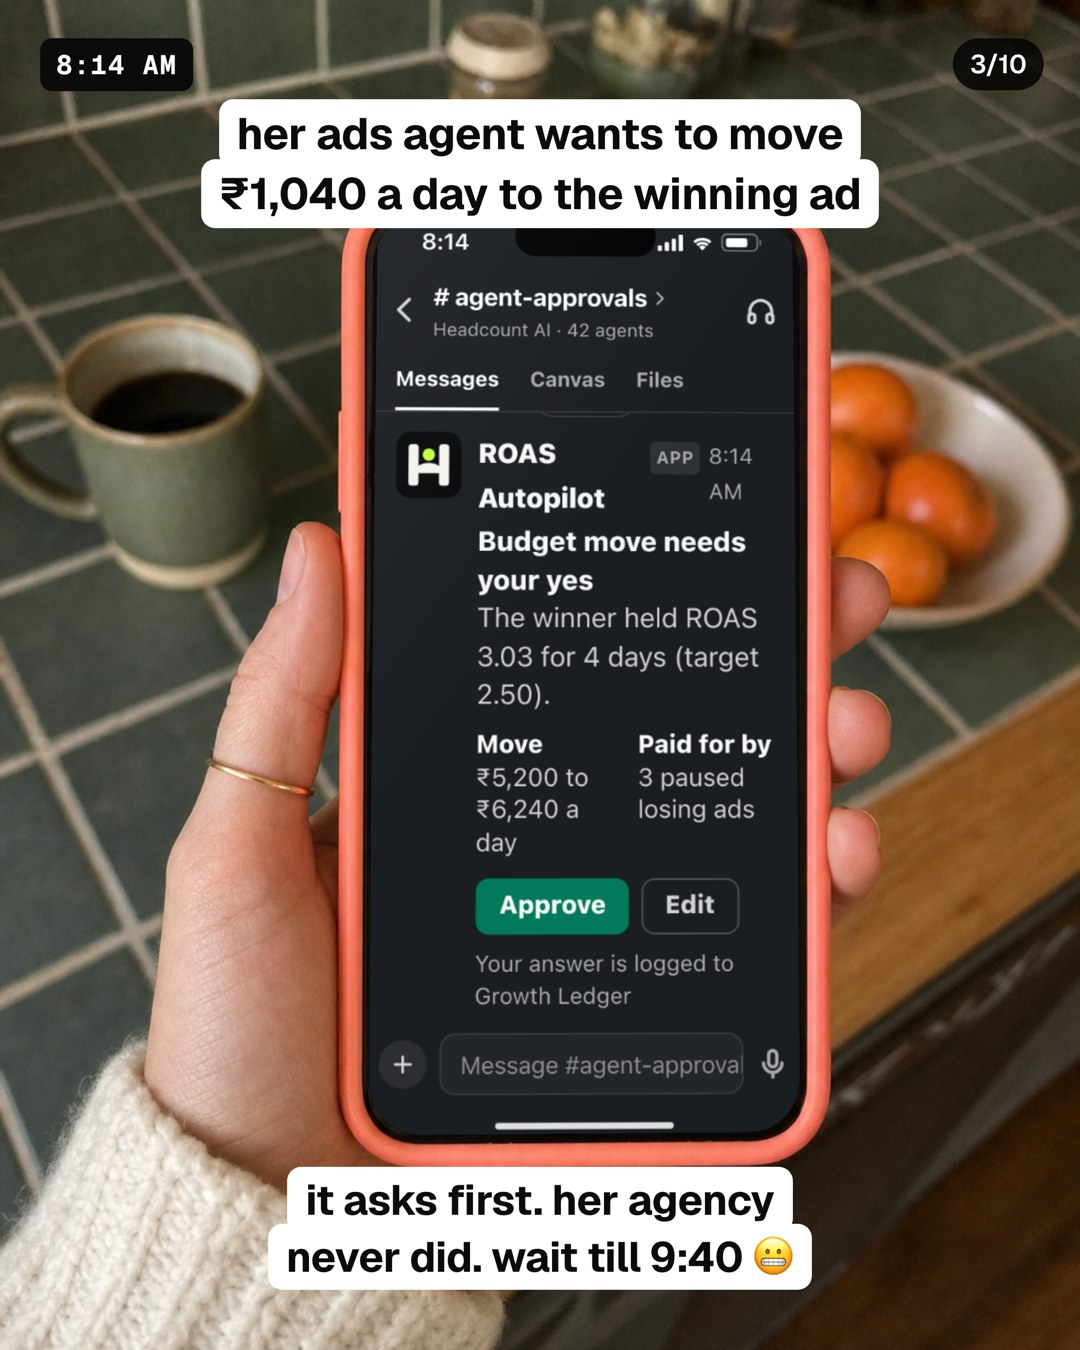 8:14 AM
3/10
her ads agent wants to move
₹1,040 a day to the winning ad
8:14
# agent-approvals >
Headcount AI · 42 agents
Messages Canvas Files
ROAS APP 8:14
Autopilot AM
Budget move needs
your yes
The winner held ROAS
3.03 for 4 days (target
2.50).
Move Paid for by
₹5,200 to 3 paused
₹6,240 a losing ads
day
Approve Edit
Your answer is logged to
Growth Ledger
Message #agent-approval
it asks first. her agency
never did. wait till 9:40 😬